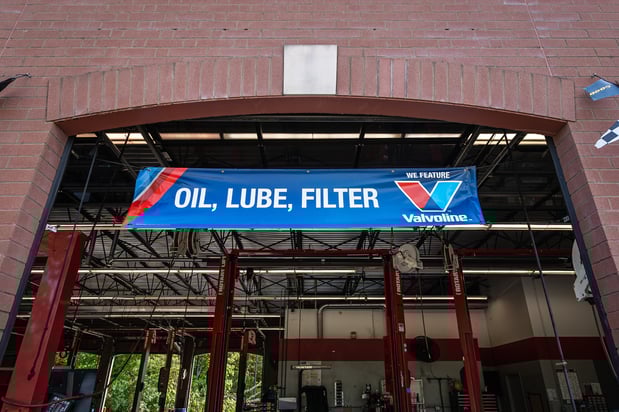 OIL, LUBE, FILTER
WE FEATURE
Valvoline